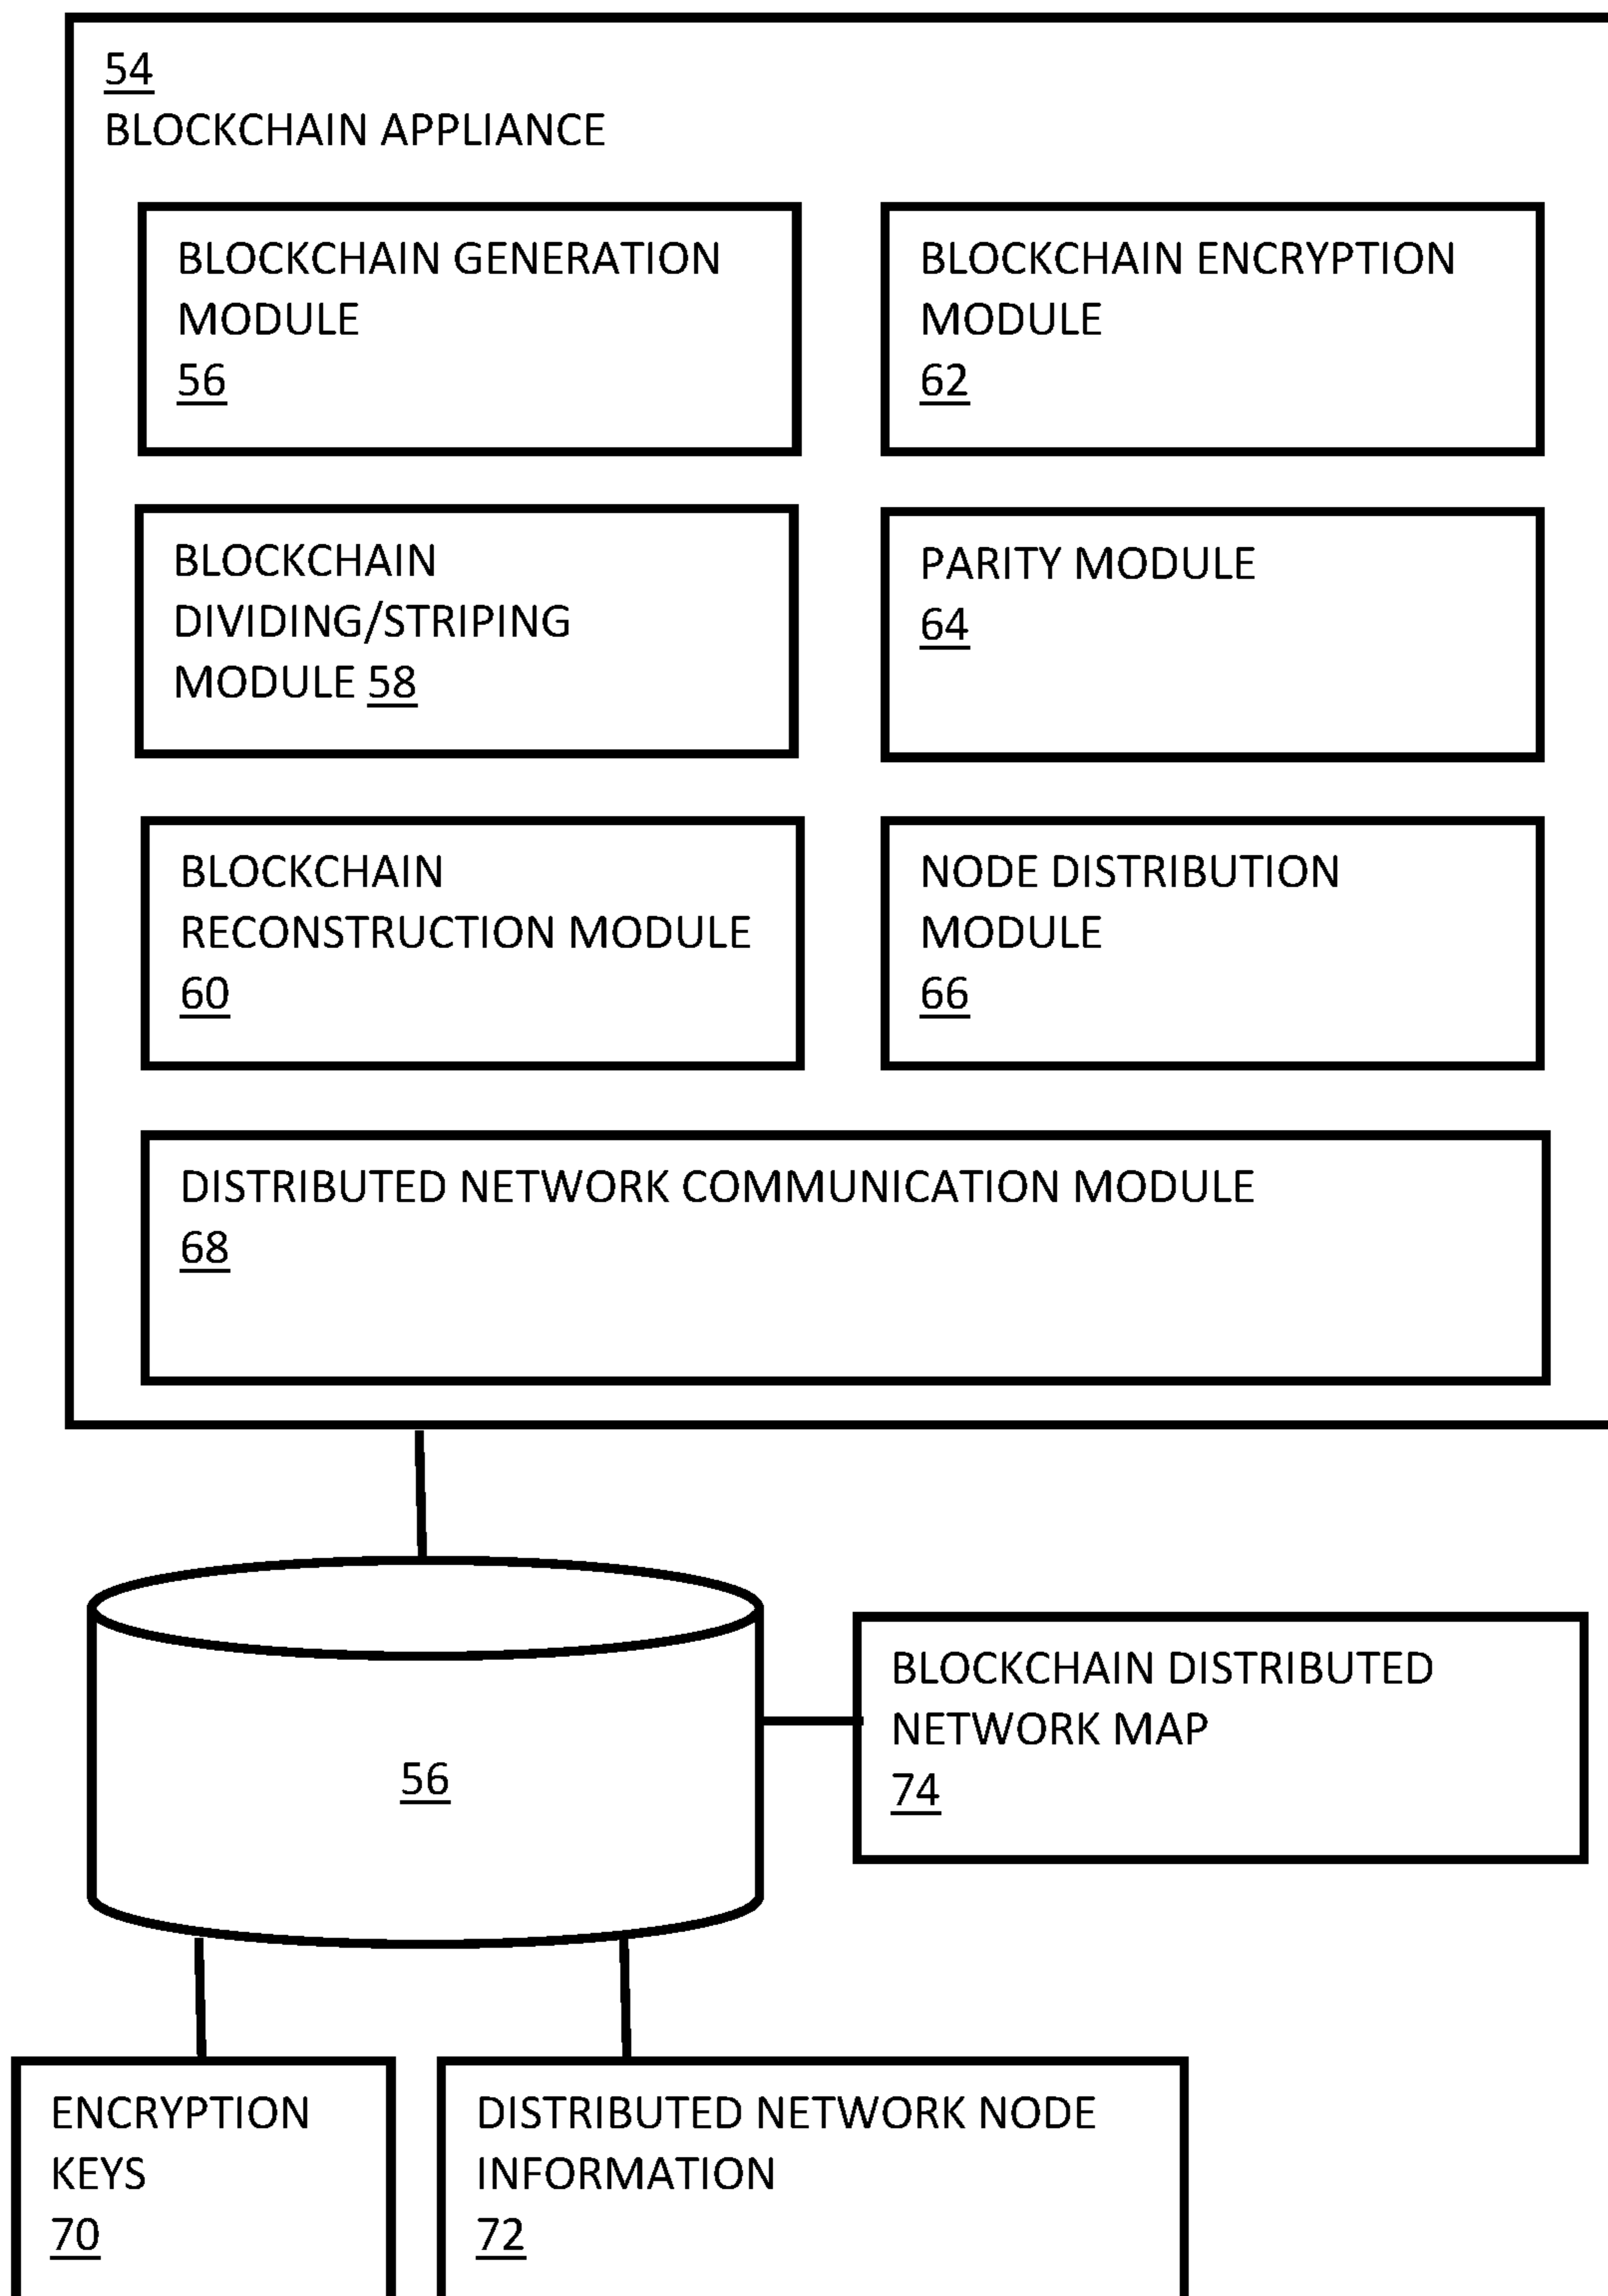 54
BLOCKCHAIN APPLIANCE
BLOCKCHAIN GENERATION
MODULE
56
BLOCKCHAIN ENCRYPTION
MODULE
62
BLOCKCHAIN
DIVIDING/STRIPING
MODULE 58
PARITY MODULE
64
BLOCKCHAIN
RECONSTRUCTION MODULE
60
NODE DISTRIBUTION
MODULE
66
DISTRIBUTED NETWORK COMMUNICATION MODULE
68
56
BLOCKCHAIN DISTRIBUTED
NETWORK MAP
74
ENCRYPTION
KEYS
70
DISTRIBUTED NETWORK NODE
INFORMATION
72